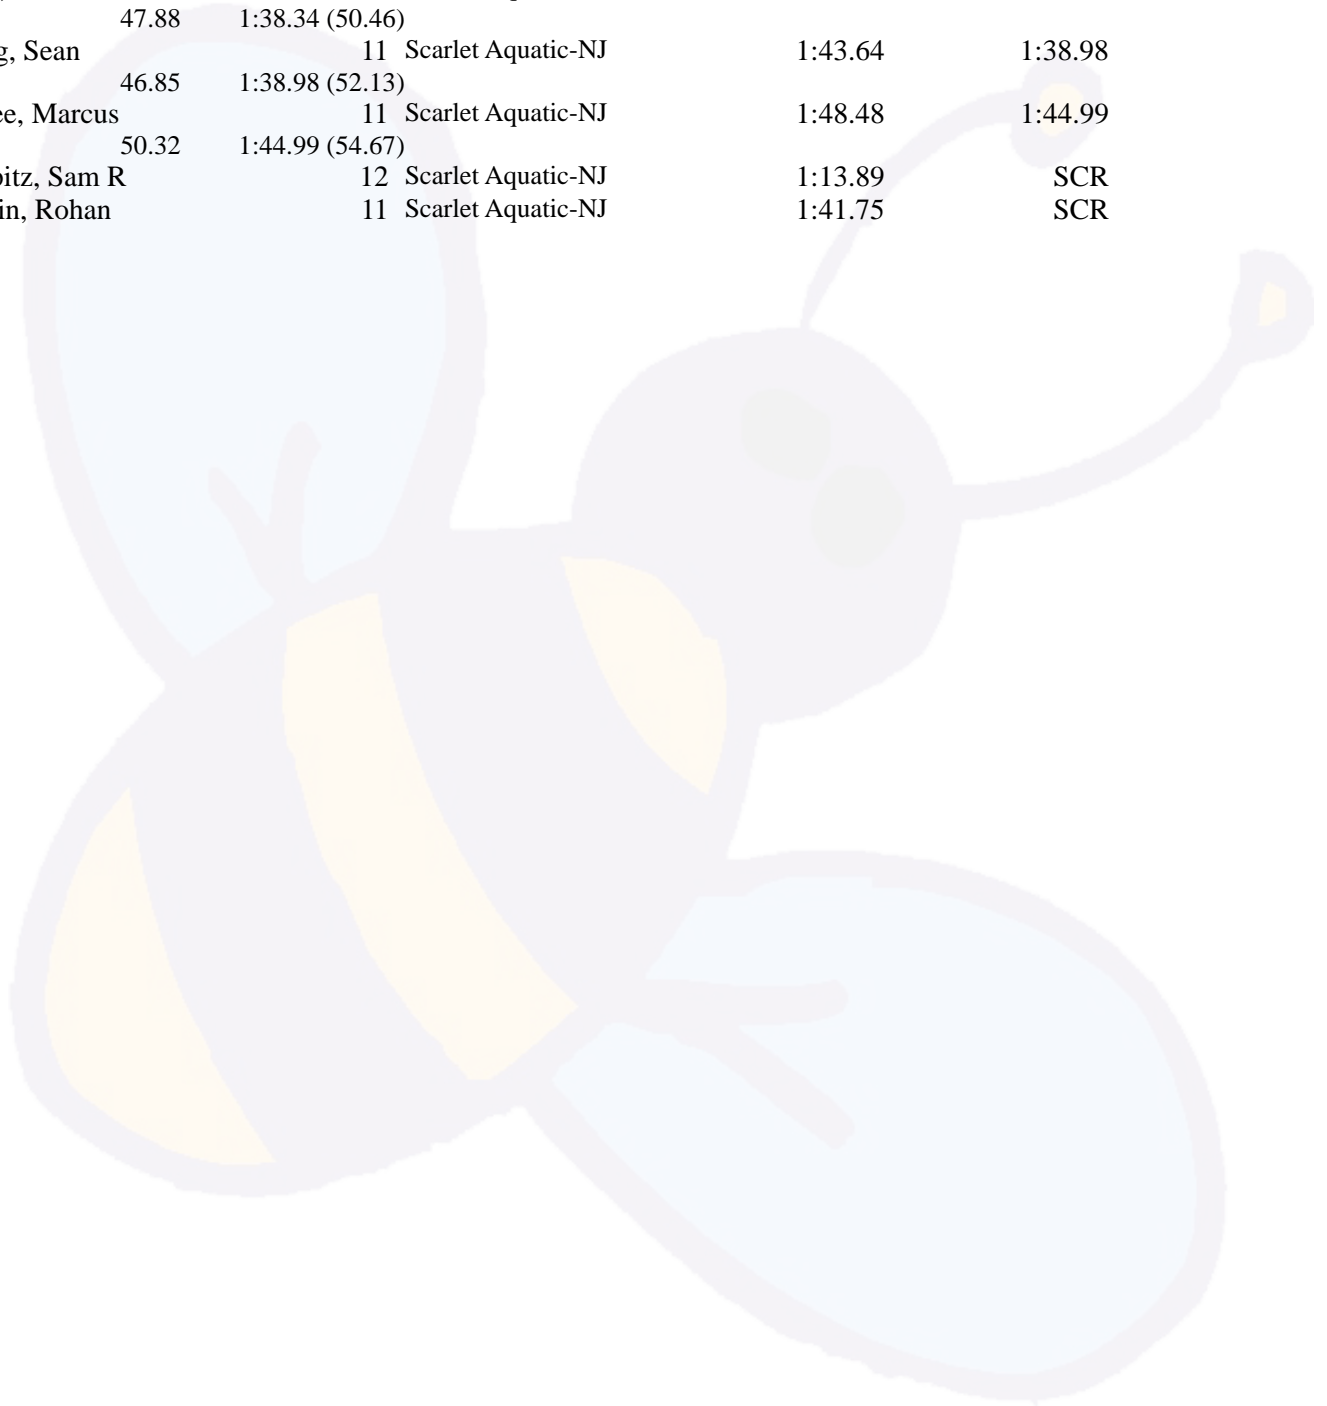 47.88 1:38.34 (50.46)
g, Sean 11 Scarlet Aquatic-NJ 1:43.64 1:38.98
46.85 1:38.98 (52.13)
ee, Marcus 11 Scarlet Aquatic-NJ 1:48.48 1:44.99
50.32 1:44.99 (54.67)
bitz, Sam R 12 Scarlet Aquatic-NJ 1:13.89 SCR
in, Rohan 11 Scarlet Aquatic-NJ 1:41.75 SCR